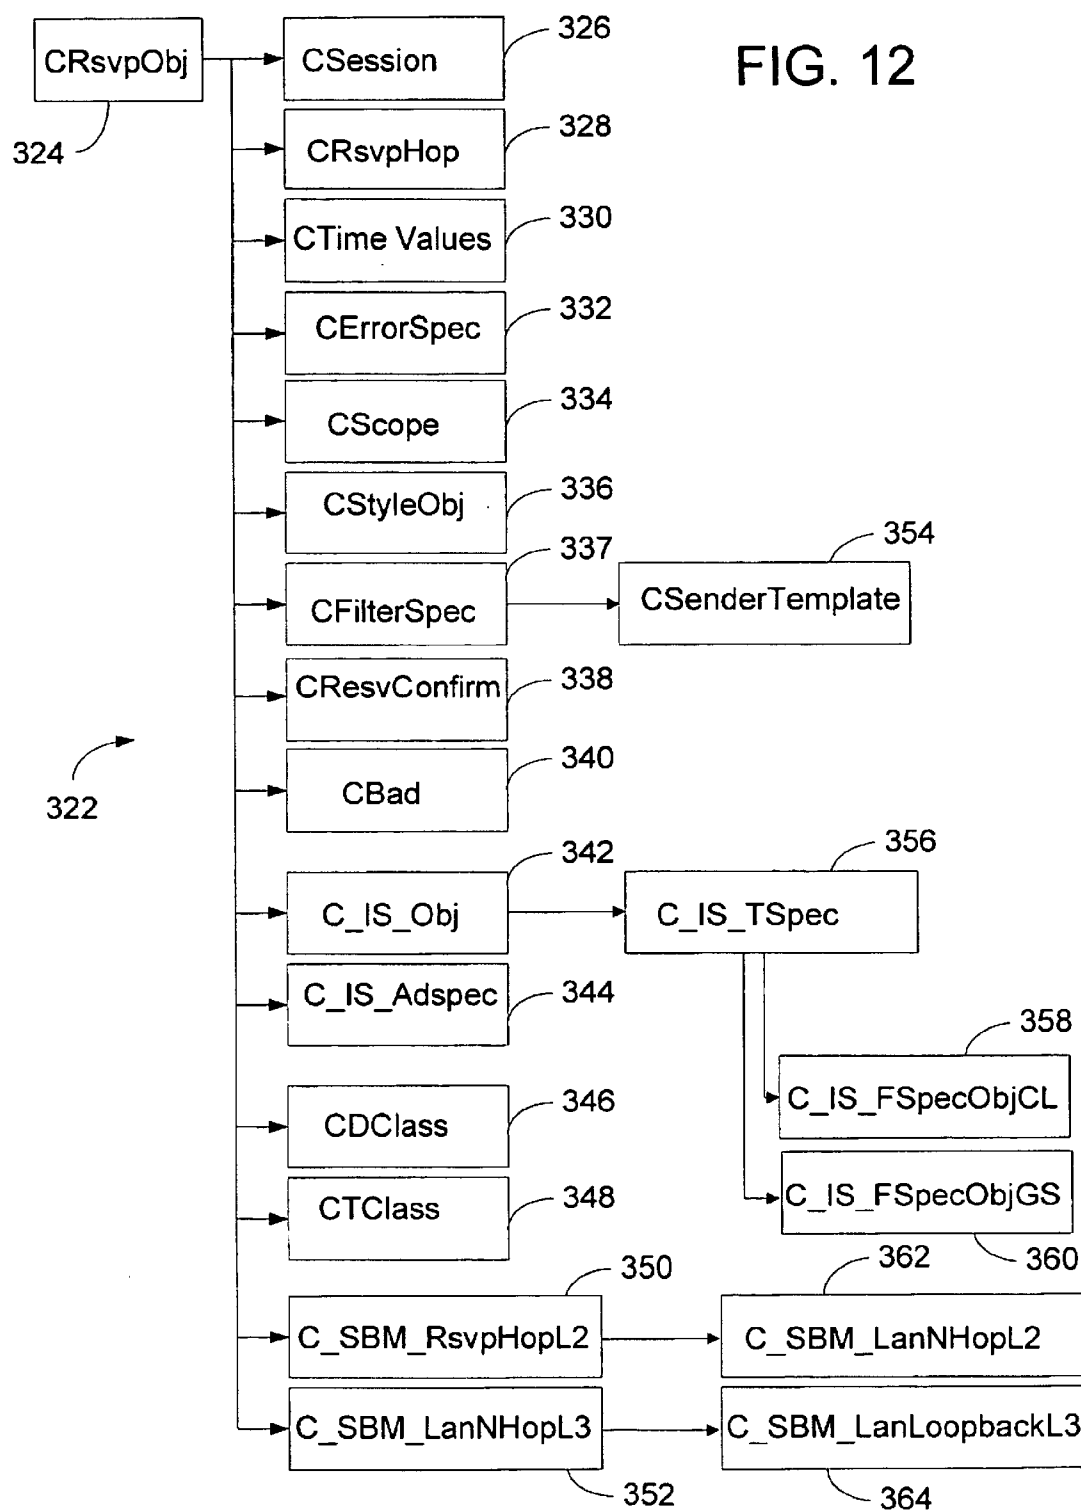 FIG. 12
CRsvpObj
324
CSession
326
CRsvpHop
328
CTime Values
330
CErrorSpec
332
CScope
334
CStyleObj
336
CFilterSpec
337
CSenderTemplate
354
CResvConfirm
338
322
CBad
340
C_IS_Obj
342
C_IS_TSpec
356
C_IS_Adspec
344
C_IS_FSpecObjCL
358
CDClass
346
C_IS_FSpecObjGS
360
CTClass
348
C_SBM_RsvpHopL2
350
C_SBM_LanNHopL2
362
C_SBM_LanNHopL3
352
C_SBM_LanLoopbackL3
364